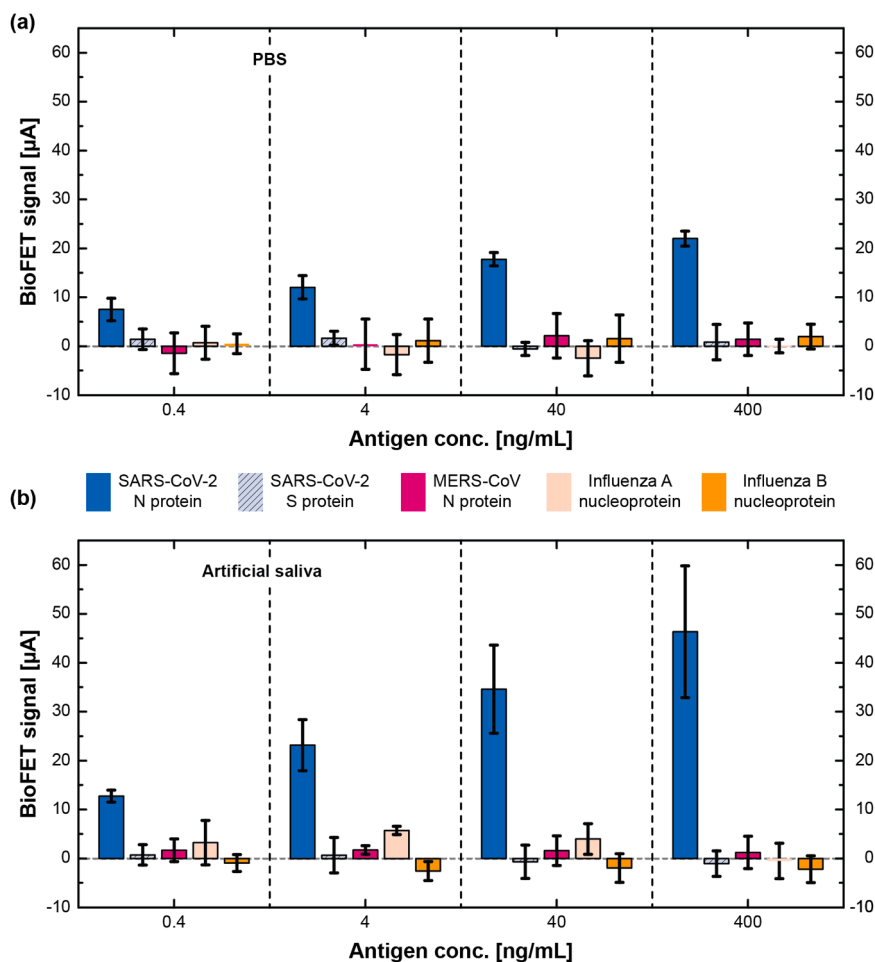 (a)
PBS
BioFET signal [µA]
60
50
40
30
20
10
0
-10
60
50
40
30
20
10
0
-10
0.4 4 40 400
Antigen conc. [ng/mL]
SARS-CoV-2 SARS-CoV-2 MERS-CoV Influenza A Influenza B
N protein S protein N protein nucleoprotein nucleoprotein
(b)
Artificial saliva
BioFET signal [µA]
60
50
40
30
20
10
0
-10
60
50
40
30
20
10
0
-10
0.4 4 40 400
Antigen conc. [ng/mL]